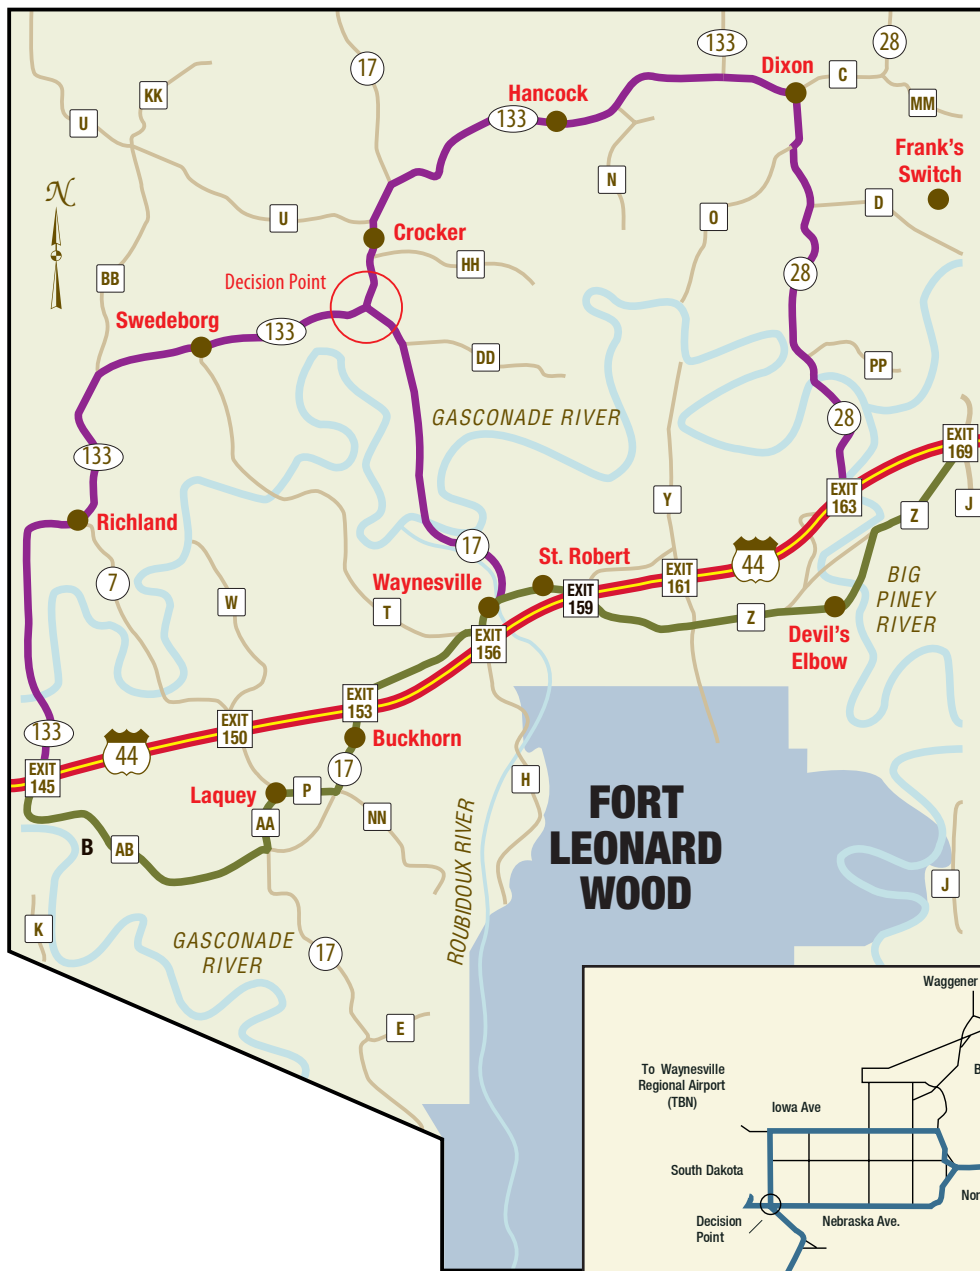 133
28
17
Dixon
C
KK
Hancock
MM
133
U
Frank's
Switch
N
N
D
U
O
Crocker
HH
28
BB
Decision Point
Swedeborg
133
DD
PP
GASCONADE RIVER
28
EXIT
169
133
EXIT
163
Y
J
Richland
Z
17
St. Robert
44
Waynesville
7
EXIT
161
BIG
PINEY
RIVER
W
T
EXIT
159
Z
Devil's
Elbow
EXIT
156
EXIT
153
EXIT
150
133
Buckhorn
44
EXIT
145
17
H
Laquey
P
FORT
LEONARD
WOOD
NN
AA
B
AB
ROUBIDOUX RIVER
J
K
GASCONADE
RIVER
17
E
Waggener
To Waynesville
Regional Airport
(TBN)
B
Iowa Ave
South Dakota
Nor
Decision
Point
Nebraska Ave.